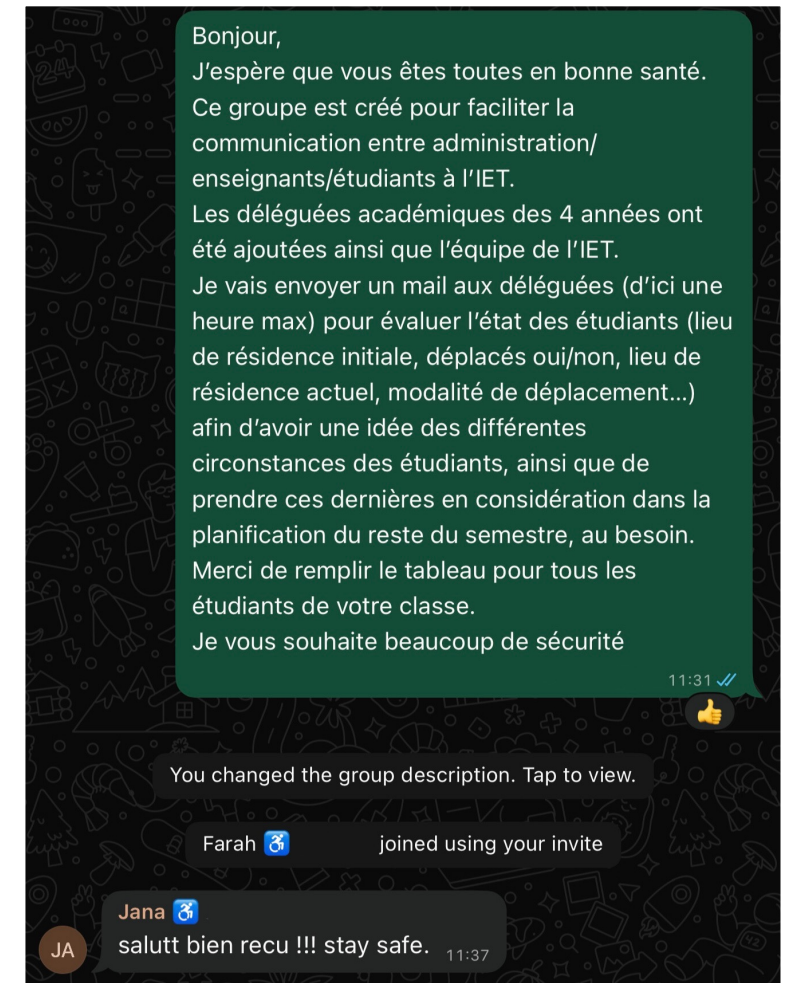 Bonjour,
J’espère que vous êtes toutes en bonne santé.
Ce groupe est créé pour faciliter la
communication entre administration/
enseignants/étudiants à l’IET.
Les déléguées académiques des 4 années ont
été ajoutées ainsi que l’équipe de l’IET.
Je vais envoyer un mail aux déléguées (d’ici une
heure max) pour évaluer l’état des étudiants (lieu
de résidence initiale, déplacés oui/non, lieu de
résidence actuel, modalité de déplacement...)
afin d’avoir une idée des différentes
circonstances des étudiants, ainsi que de
prendre ces dernières en considération dans la
planification du reste du semestre, au besoin.
Merci de remplir le tableau pour tous les
étudiants de votre classe.
Je vous souhaite beaucoup de sécurité
11:31
You changed the group description. Tap to view.
Farah ♿ joined using your invite
Jana ♿
JA
salutt bien recu !!! stay safe. 11:37